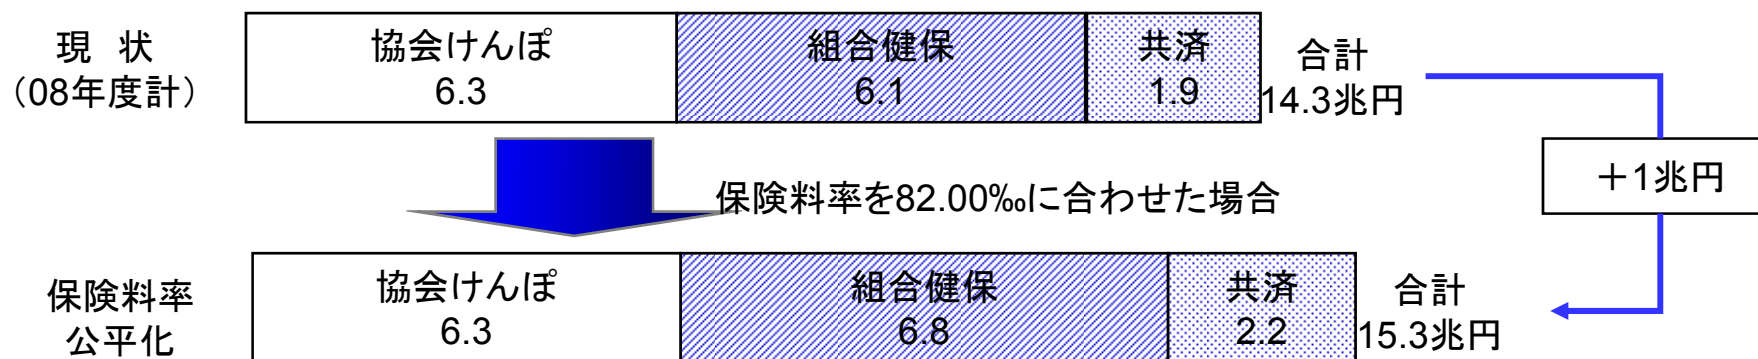 現 状
（08年度計）
協会けんぽ
6.3
組合健保
6.1
共済
1.9
合計
14.3兆円
＋1兆円
保険料率を82.00‰に合わせた場合
保険料率
公平化
協会けんぽ
6.3
組合健保
6.8
共済
2.2
合計
15.3兆円